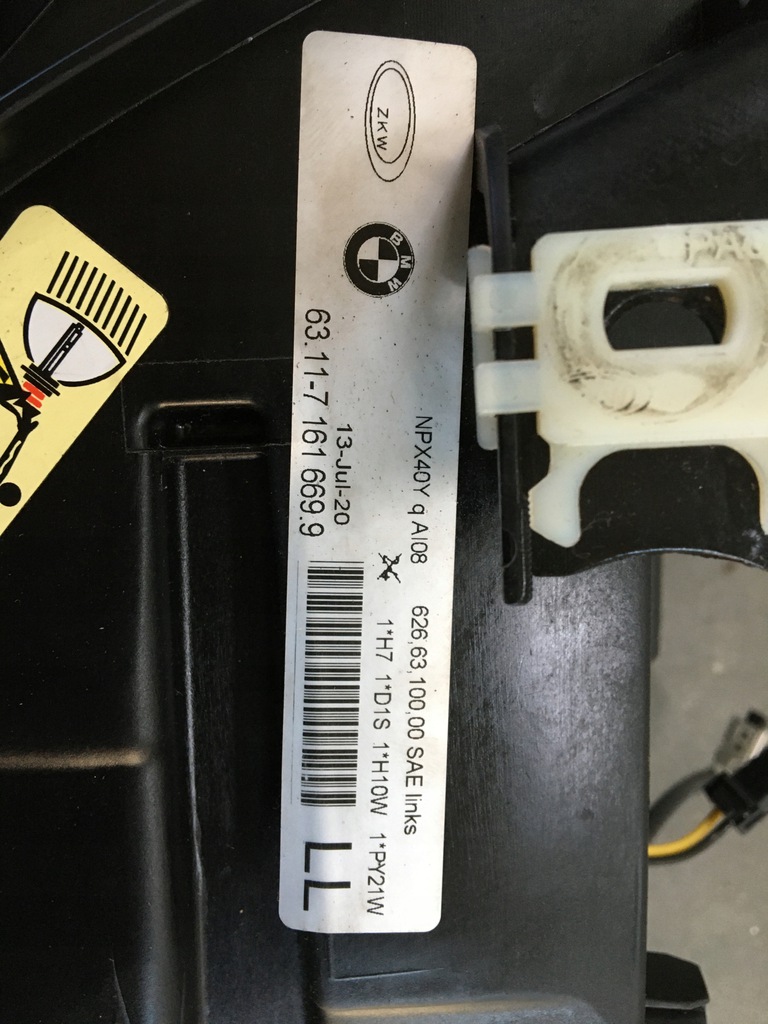 ZKW
BMW
NPX40Y q AI08 626,63,100,00 SAE links
1*H7 1*D1S 1*H10W 1*PY21W
13-Jul-20
63.11-7 161 669.9
LL